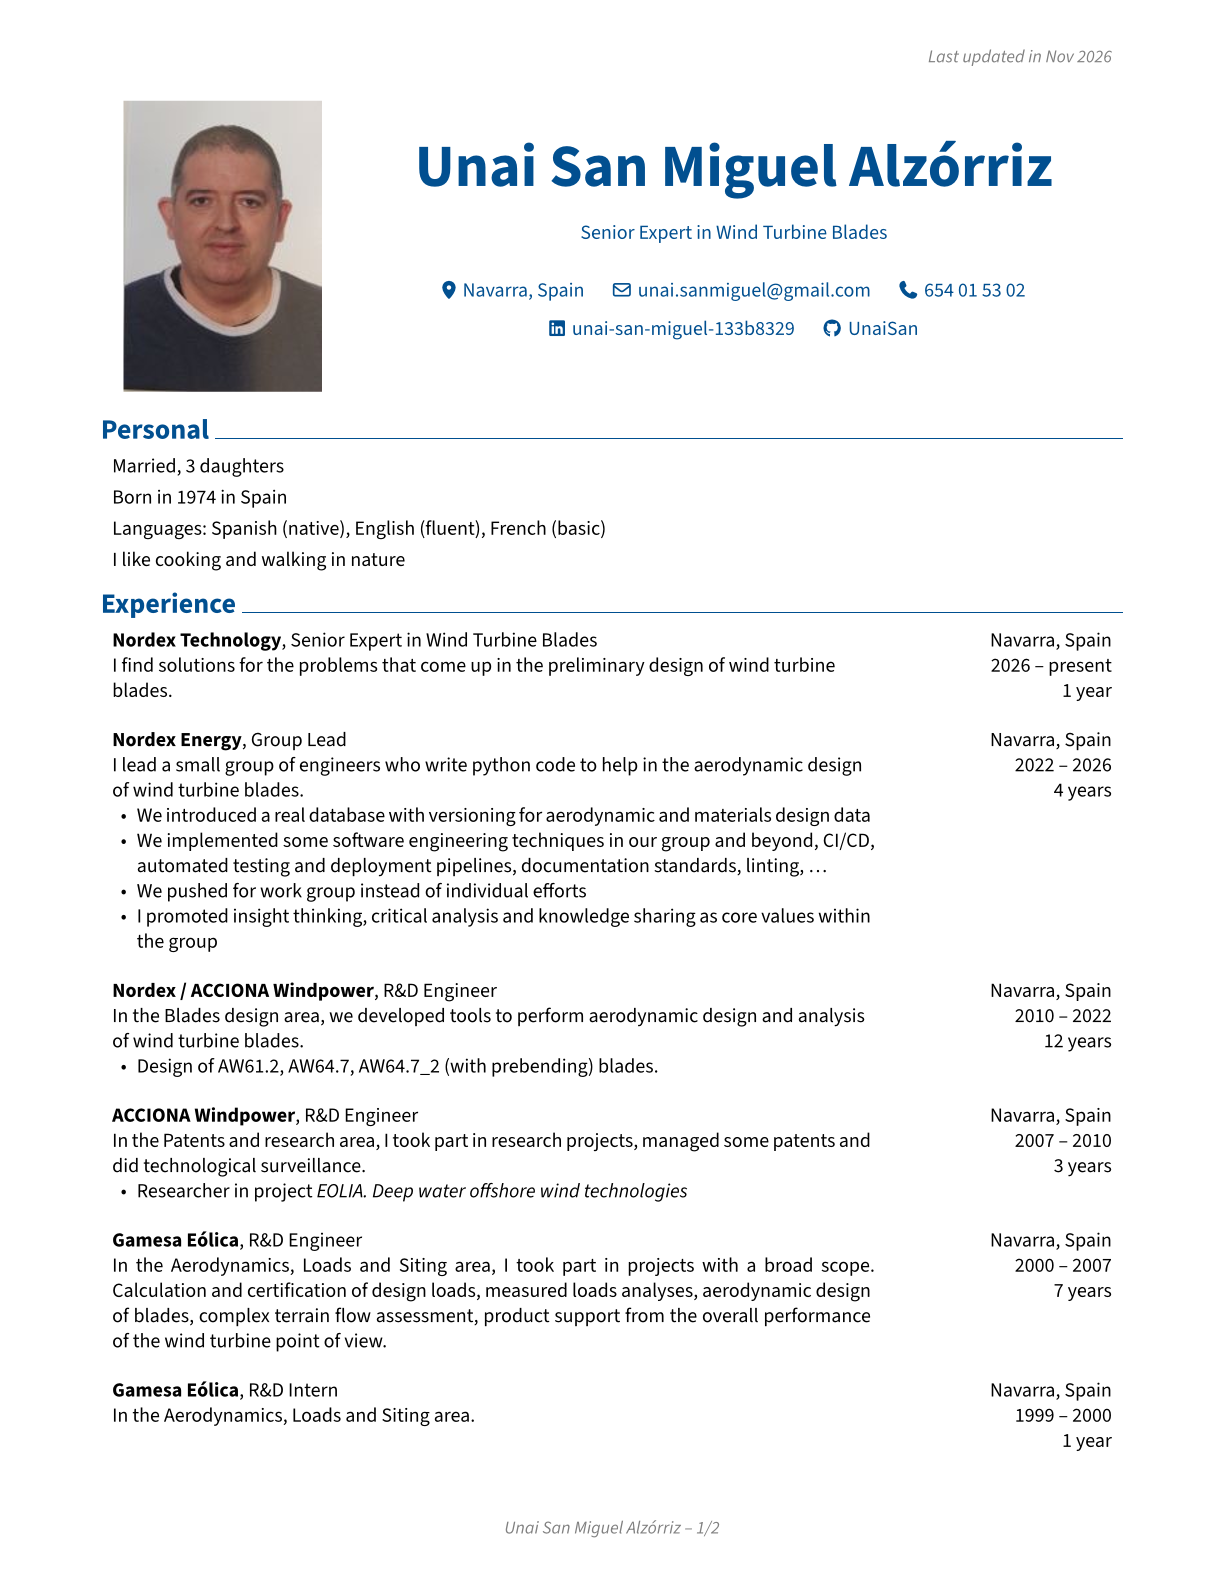 Last updated in Nov 2026
Unai San Miguel Alzórriz
Senior Expert in Wind Turbine Blades
Navarra, Spain unai.sanmiguel@gmail.com 654 01 53 02
unai-san-miguel-133b8329 UnaiSan
Personal
Married, 3 daughters
Born in 1974 in Spain
Languages: Spanish (native), English (fluent), French (basic)
I like cooking and walking in nature
Experience
Nordex Technology, Senior Expert in Wind Turbine Blades Navarra, Spain
I find solutions for the problems that come up in the preliminary design of wind turbine 2026 – present
blades. 1 year
Nordex Energy, Group Lead Navarra, Spain
I lead a small group of engineers who write python code to help in the aerodynamic design 2022 – 2026
of wind turbine blades. 4 years
• We introduced a real database with versioning for aerodynamic and materials design data
• We implemented some software engineering techniques in our group and beyond, CI/CD,
automated testing and deployment pipelines, documentation standards, linting, …
• We pushed for work group instead of individual efforts
• I promoted insight thinking, critical analysis and knowledge sharing as core values within
the group
Nordex / ACCIONA Windpower, R&D Engineer Navarra, Spain
In the Blades design area, we developed tools to perform aerodynamic design and analysis 2010 – 2022
of wind turbine blades. 12 years
• Design of AW61.2, AW64.7, AW64.7_2 (with prebending) blades.
ACCIONA Windpower, R&D Engineer Navarra, Spain
In the Patents and research area, I took part in research projects, managed some patents and 2007 – 2010
did technological surveillance. 3 years
• Researcher in project EOLIA. Deep water offshore wind technologies
Gamesa Eólica, R&D Engineer Navarra, Spain
In the Aerodynamics, Loads and Siting area, I took part in projects with a broad scope. 2000 – 2007
Calculation and certification of design loads, measured loads analyses, aerodynamic design 7 years
of blades, complex terrain flow assessment, product support from the overall performance
of the wind turbine point of view.
Gamesa Eólica, R&D Intern Navarra, Spain
In the Aerodynamics, Loads and Siting area. 1999 – 2000
1 year
Unai San Miguel Alzórriz – 1/2